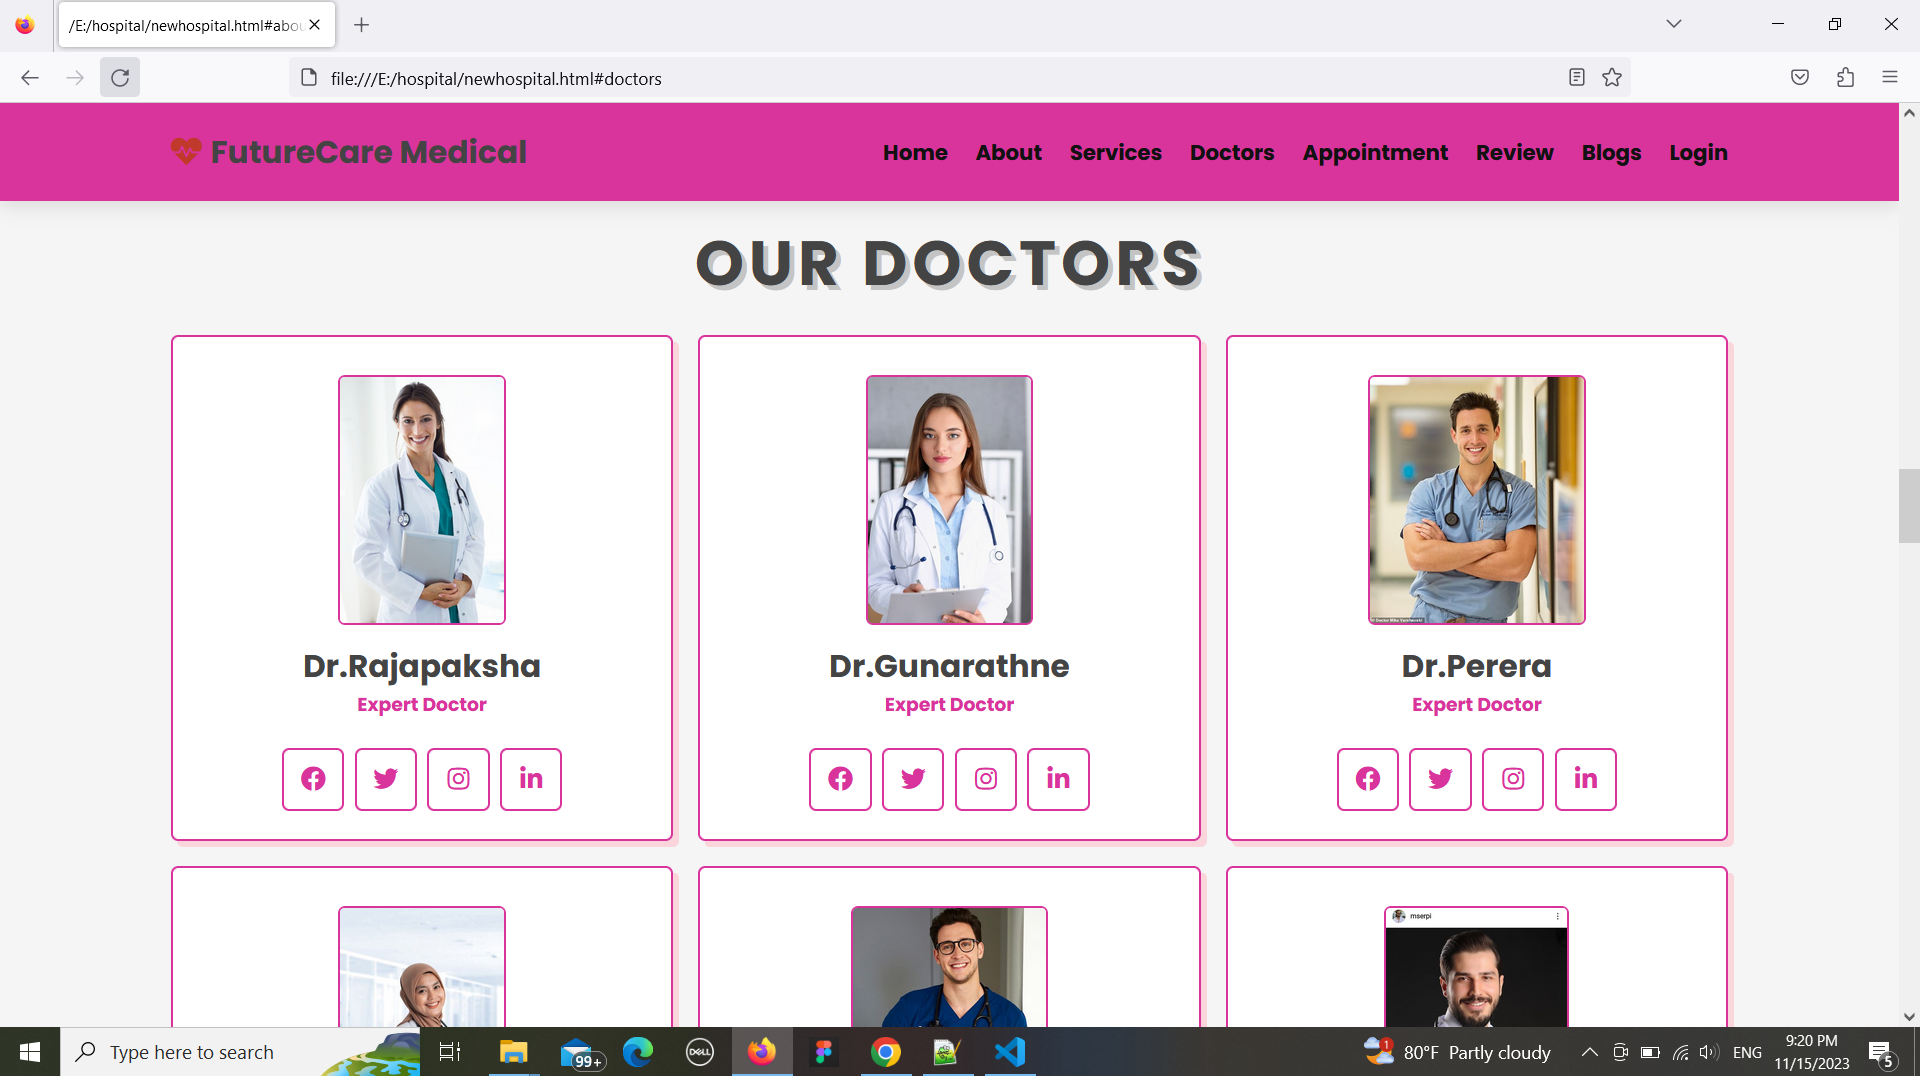 /E:/hospital/newhospital.html#abou
file:///E:/hospital/newhospital.html#doctors
FutureCare Medical
Home About Services Doctors Appointment Review Blogs Login
OUR DOCTORS
Dr.Rajapaksha
Expert Doctor
Dr.Gunarathne
Expert Doctor
Dr.Perera
Expert Doctor
mserpi
Type here to search
99+
DELL
1
80°F Partly cloudy
ENG
9:20 PM
11/15/2023
5